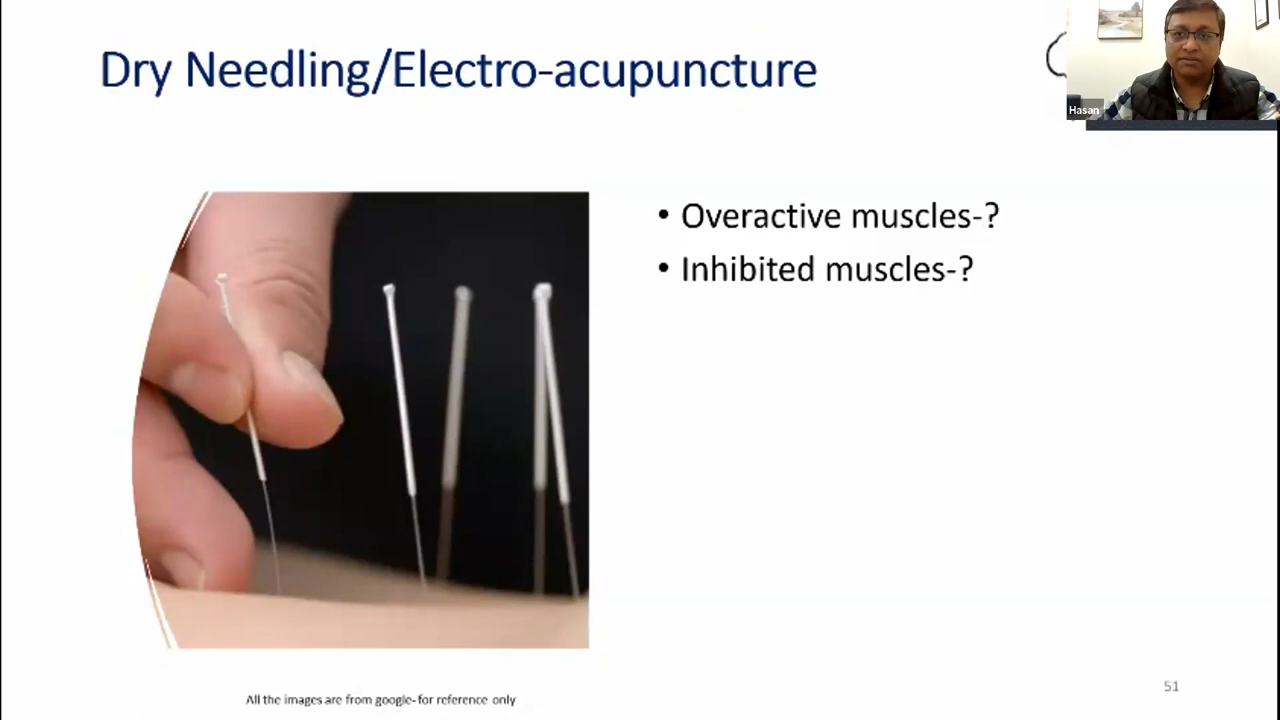 Dry Needling/Electro-acupuncture
Hasan
• Overactive muscles-?
• Inhibited muscles-?
All the images are from google-for reference only
51